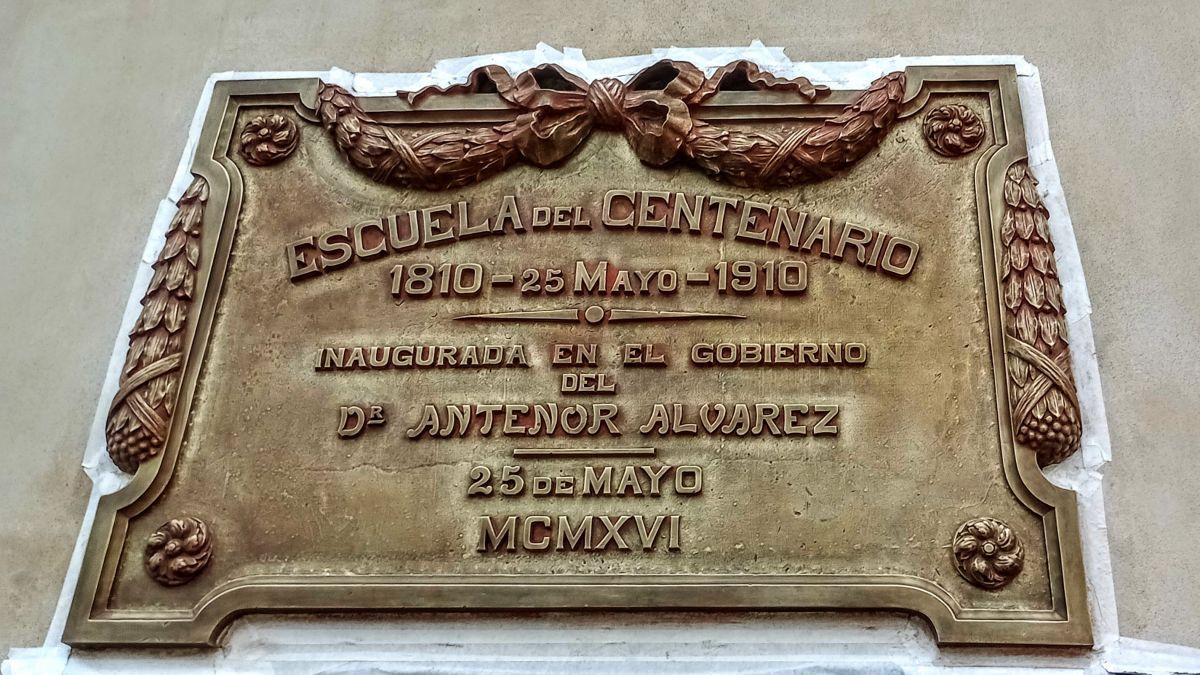 ESCUELA DEL CENTENARIO
1810 - 25 MAYO - 1910
INAUGURADA EN EL GOBIERNO
DEL
DR ANTENOR ALVAREZ
25 DE MAYO
MCMXVI